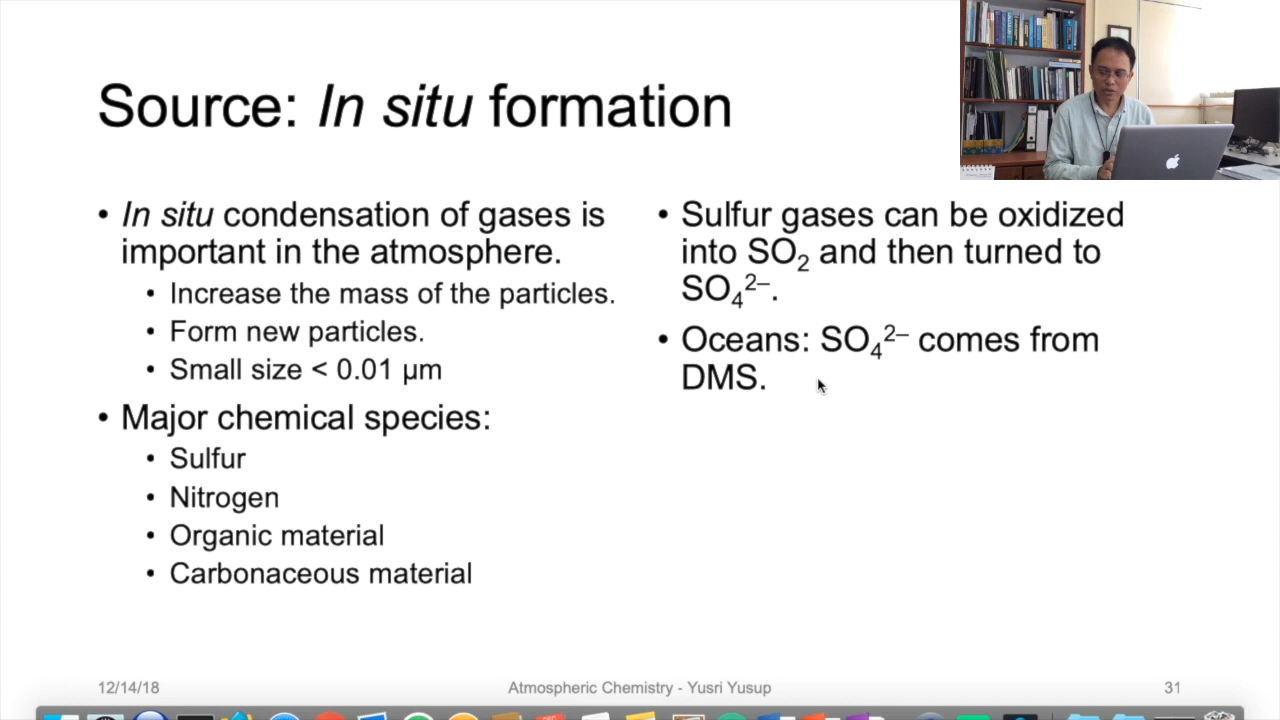 Source: In situ formation
• In situ condensation of gases is
important in the atmosphere.
• Increase the mass of the particles.
• Form new particles.
• Small size < 0.01 µm
• Major chemical species:
• Sulfur
• Nitrogen
• Organic material
• Carbonaceous material
• Sulfur gases can be oxidized
into SO₂ and then turned to
SO₄²⁻.
• Oceans: SO₄²⁻ comes from
DMS.
12/14/18
Atmospheric Chemistry - Yusri Yusup
31